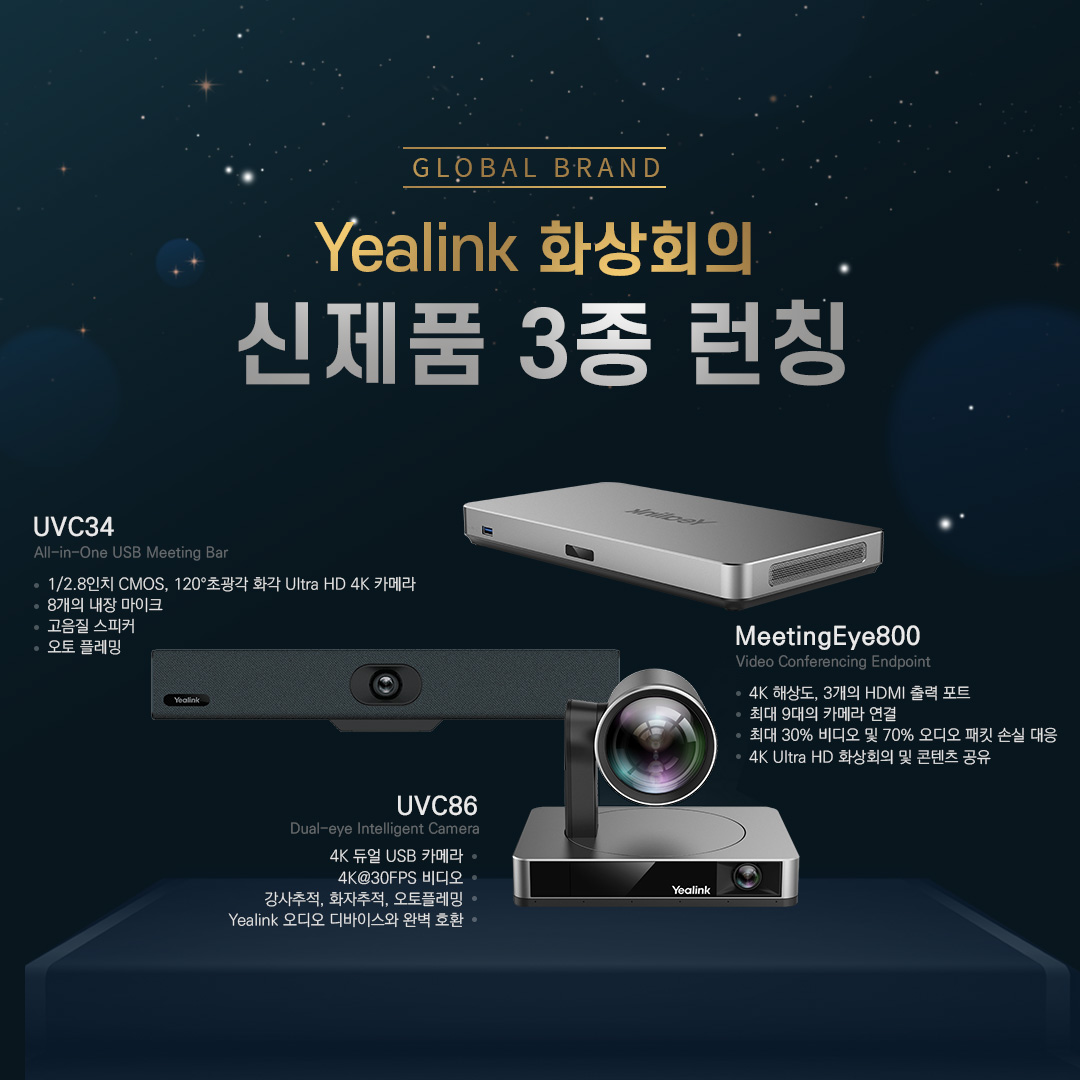 GLOBAL BRAND
Yealink 화상회의
신제품 3종 런칭
UVC34
All-in-One USB Meeting Bar
• 1/2.8인치 CMOS, 120°초광각 화각 Ultra HD 4K 카메라
• 8개의 내장 마이크
• 고음질 스피커
• 오토 플레밍
Yealink
Yealink
MeetingEye800
Video Conferencing Endpoint
• 4K 해상도, 3개의 HDMI 출력 포트
• 최대 9대의 카메라 연결
• 최대 30% 비디오 및 70% 오디오 패킷 손실 대응
• 4K Ultra HD 화상회의 및 콘텐츠 공유
UVC86
Dual-eye Intelligent Camera
4K 듀얼 USB 카메라 •
4K@30FPS 비디오 •
강사추적, 화자추적, 오토플레밍 •
Yealink 오디오 디바이스와 완벽 호환 •
Yealink